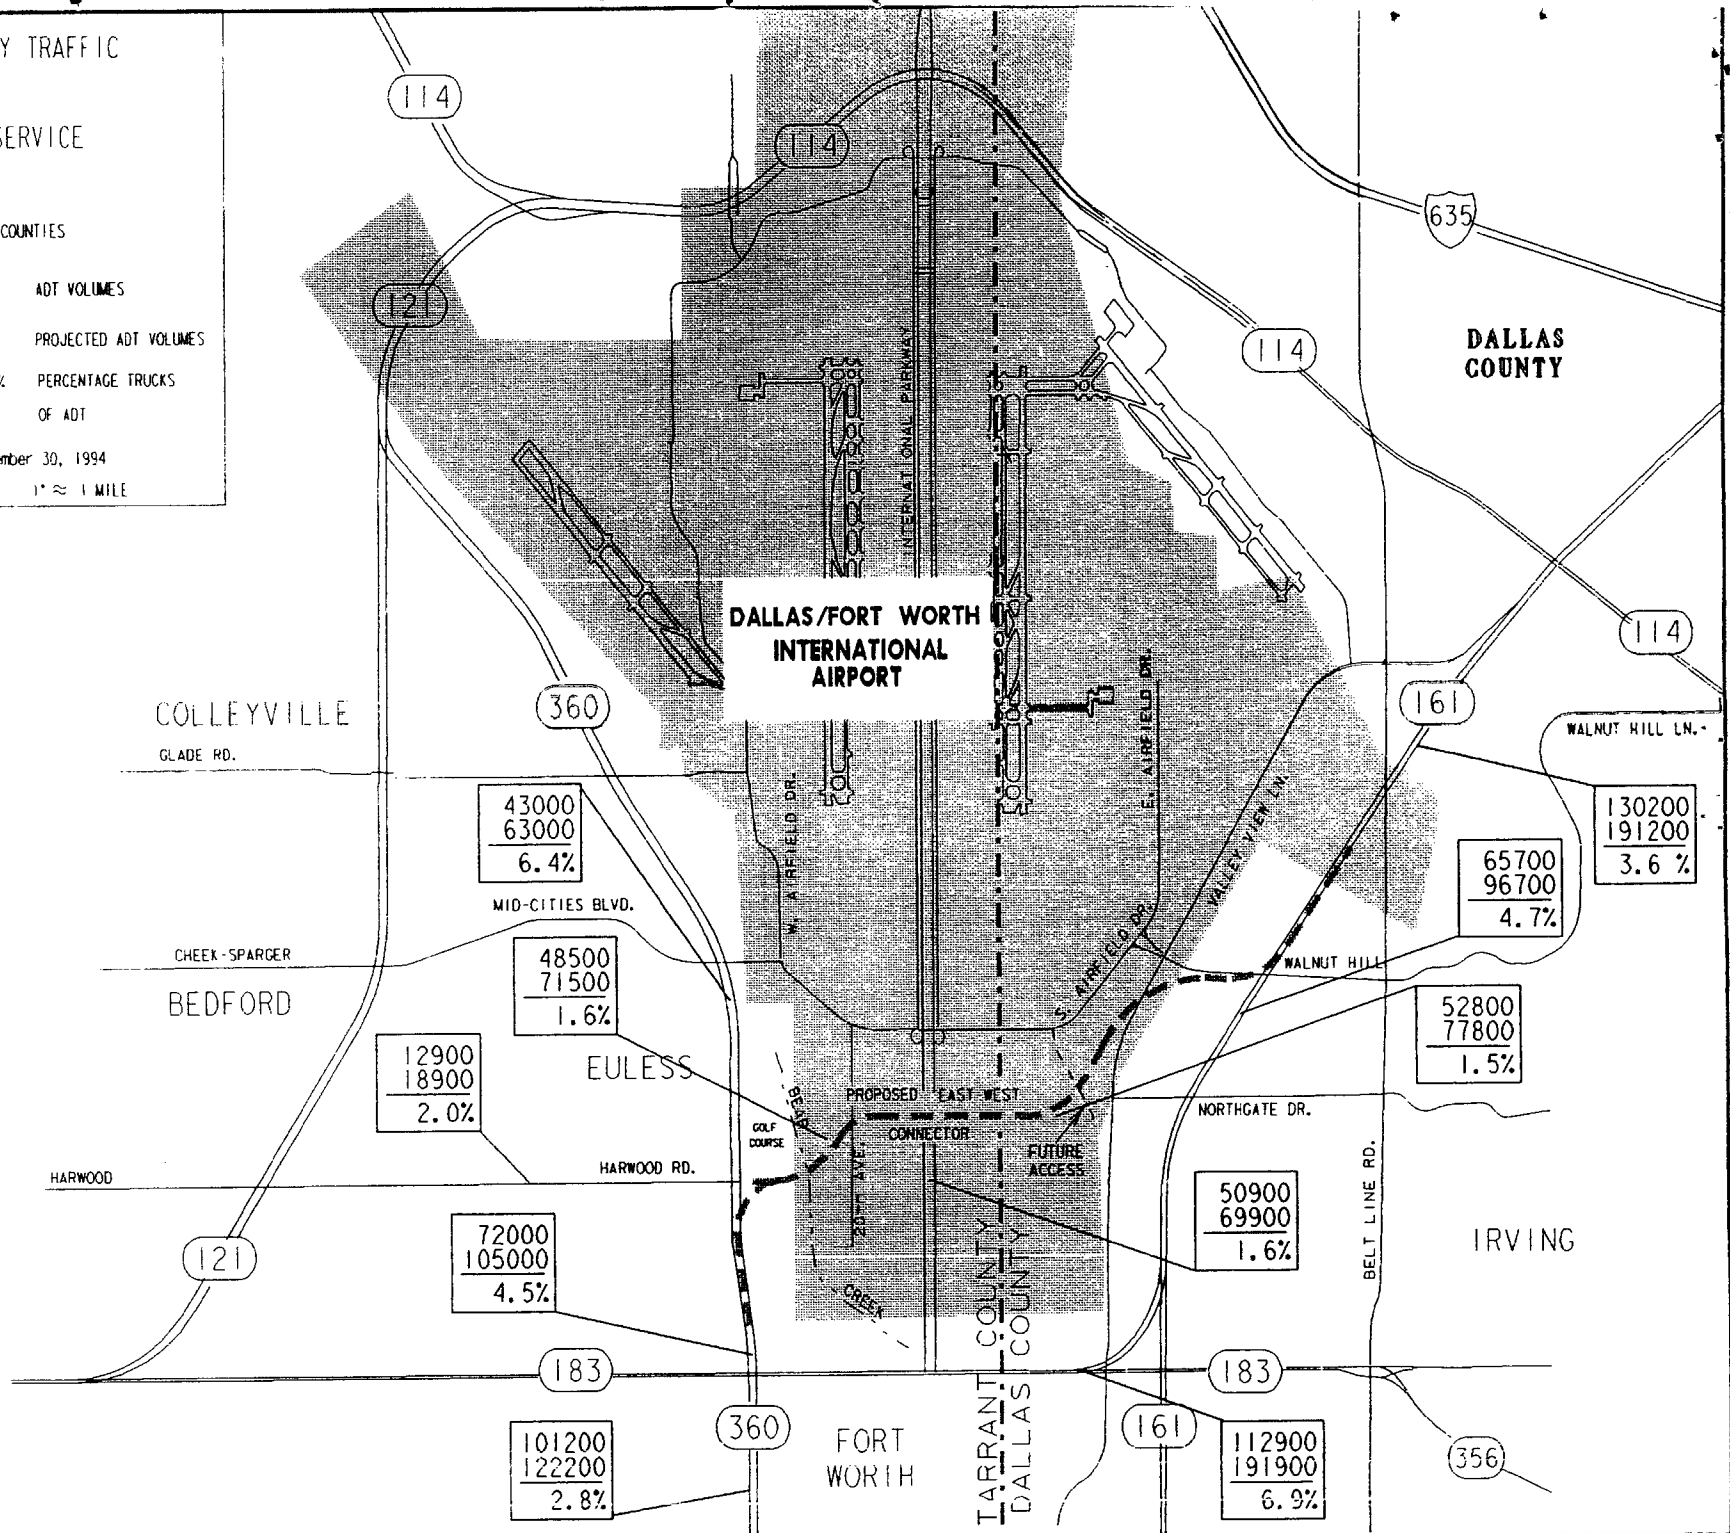 Y TRAFFIC
SERVICE
COUNTIES
ADT VOLUMES
PROJECTED ADT VOLUMES
% PERCENTAGE TRUCKS
OF ADT
mber 30, 1994
1" ≈ 1 MILE
114
114
121
635
114
DALLAS
COUNTY
INTERNATIONAL PARKWAY
DALLAS/FORT WORTH
INTERNATIONAL
AIRPORT
114
161
360
COLLEYVILLE
GLADE RD.
WALNUT HILL LN.
E. AIRFIELD DR.
W. AIRFIELD DR.
VALLEY VIEW LN.
43000
63000
6.4%
130200
191200
3.6 %
65700
96700
4.7%
MID-CITIES BLVD.
CHEEK-SPARGER
BEDFORD
48500
71500
1.6%
S. AIRFIELD DR.
WALNUT HILL
52800
77800
1.5%
12900
18900
2.0%
EULESS
BEAR
PROPOSED EAST WEST
CONNECTOR
NORTHGATE DR.
GOLF
COURSE
FUTURE
ACCESS
HARWOOD
HARWOOD RD.
AVE.
BELT LINE RD.
50900
69900
1.6%
72000
105000
4.5%
121
IRVING
CREEK
TARRANT COUNTY
DALLAS COUNTY
183
183
360
161
356
101200
122200
2.8%
FORT
WORTH
112900
191900
6.9%